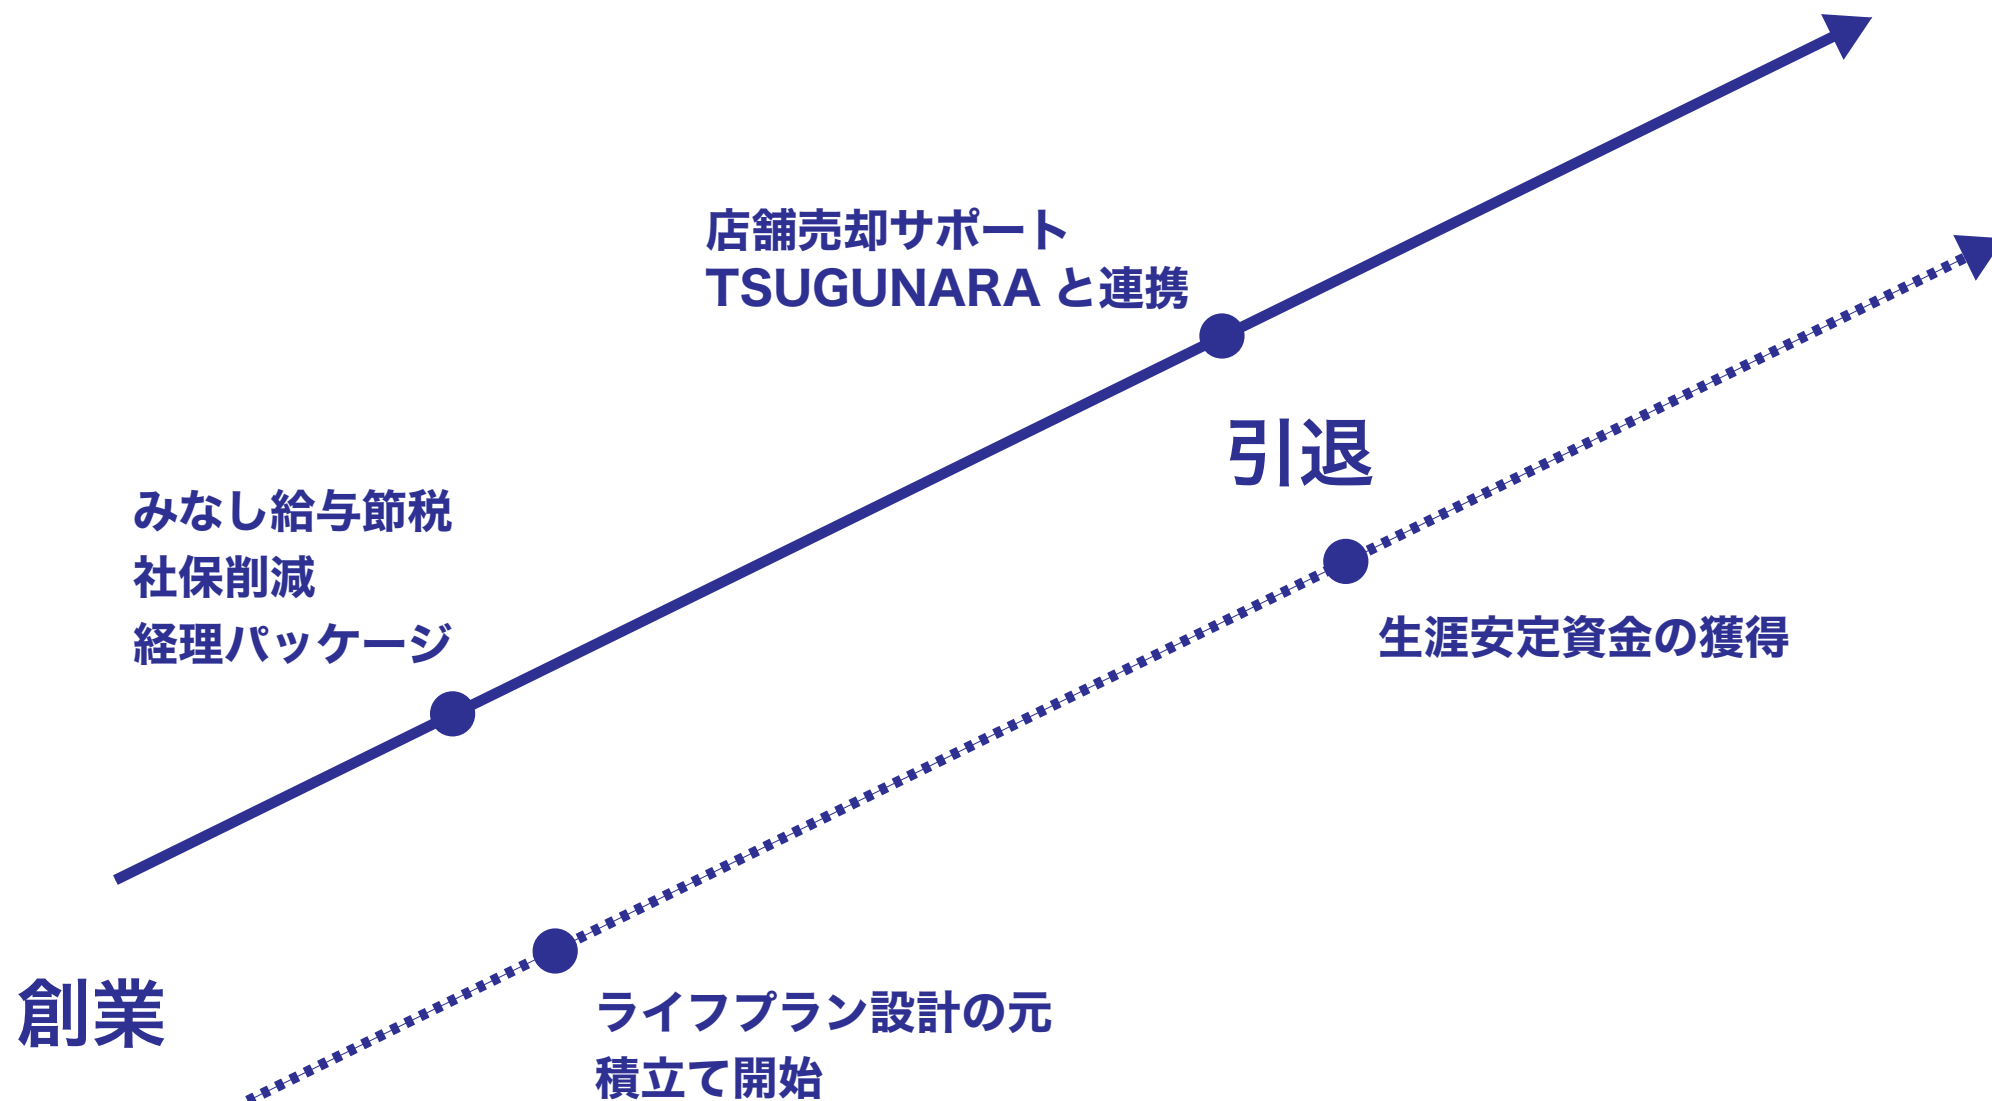 店舗売却サポート
TSUGUNARA と連携
引退
みなし給与節税
社保削減
経理パッケージ
生涯安定資金の獲得
創業
ライフプラン設計の元
積立て開始